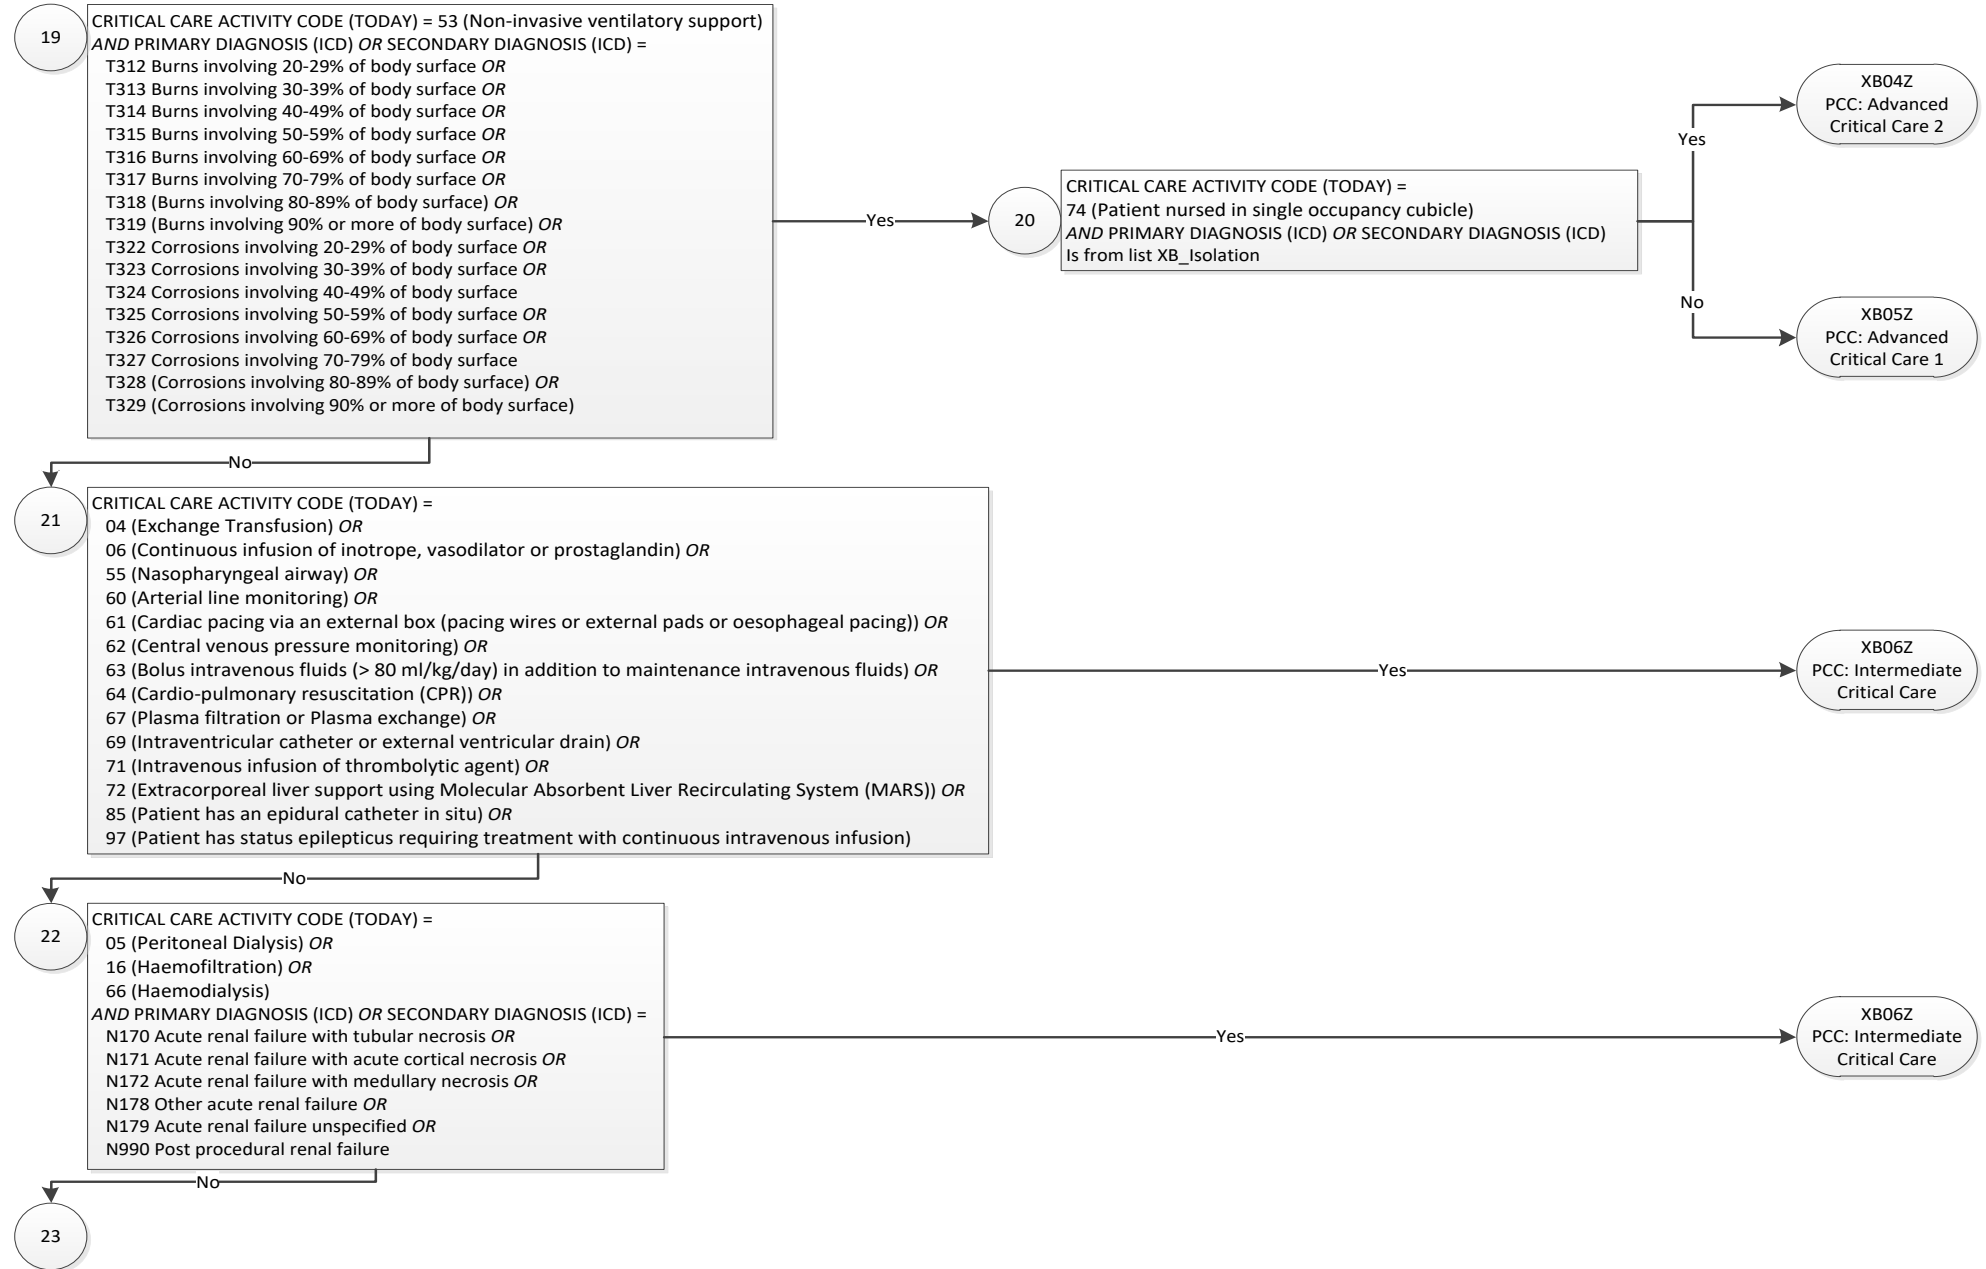 19
CRITICAL CARE ACTIVITY CODE (TODAY) = 53 (Non-invasive ventilatory support)
AND PRIMARY DIAGNOSIS (ICD) OR SECONDARY DIAGNOSIS (ICD) =
T312 Burns involving 20-29% of body surface OR
T313 Burns involving 30-39% of body surface OR
T314 Burns involving 40-49% of body surface OR
T315 Burns involving 50-59% of body surface OR
T316 Burns involving 60-69% of body surface OR
T317 Burns involving 70-79% of body surface OR
T318 (Burns involving 80-89% of body surface) OR
T319 (Burns involving 90% or more of body surface) OR
T322 Corrosions involving 20-29% of body surface OR
T323 Corrosions involving 30-39% of body surface OR
T324 Corrosions involving 40-49% of body surface
T325 Corrosions involving 50-59% of body surface OR
T326 Corrosions involving 60-69% of body surface OR
T327 Corrosions involving 70-79% of body surface
T328 (Corrosions involving 80-89% of body surface) OR
T329 (Corrosions involving 90% or more of body surface)
Yes
20
CRITICAL CARE ACTIVITY CODE (TODAY) =
74 (Patient nursed in single occupancy cubicle)
AND PRIMARY DIAGNOSIS (ICD) OR SECONDARY DIAGNOSIS (ICD)
Is from list XB_Isolation
Yes
XB04Z
PCC: Advanced
Critical Care 2
No
XB05Z
PCC: Advanced
Critical Care 1
No
21
CRITICAL CARE ACTIVITY CODE (TODAY) =
04 (Exchange Transfusion) OR
06 (Continuous infusion of inotrope, vasodilator or prostaglandin) OR
55 (Nasopharyngeal airway) OR
60 (Arterial line monitoring) OR
61 (Cardiac pacing via an external box (pacing wires or external pads or oesophageal pacing)) OR
62 (Central venous pressure monitoring) OR
63 (Bolus intravenous fluids (> 80 ml/kg/day) in addition to maintenance intravenous fluids) OR
64 (Cardio-pulmonary resuscitation (CPR)) OR
67 (Plasma filtration or Plasma exchange) OR
69 (Intraventricular catheter or external ventricular drain) OR
71 (Intravenous infusion of thrombolytic agent) OR
72 (Extracorporeal liver support using Molecular Absorbent Liver Recirculating System (MARS)) OR
85 (Patient has an epidural catheter in situ) OR
97 (Patient has status epilepticus requiring treatment with continuous intravenous infusion)
Yes
XB06Z
PCC: Intermediate
Critical Care
No
22
CRITICAL CARE ACTIVITY CODE (TODAY) =
05 (Peritoneal Dialysis) OR
16 (Haemofiltration) OR
66 (Haemodialysis)
AND PRIMARY DIAGNOSIS (ICD) OR SECONDARY DIAGNOSIS (ICD) =
N170 Acute renal failure with tubular necrosis OR
N171 Acute renal failure with acute cortical necrosis OR
N172 Acute renal failure with medullary necrosis OR
N178 Other acute renal failure OR
N179 Acute renal failure unspecified OR
N990 Post procedural renal failure
Yes
XB06Z
PCC: Intermediate
Critical Care
No
23